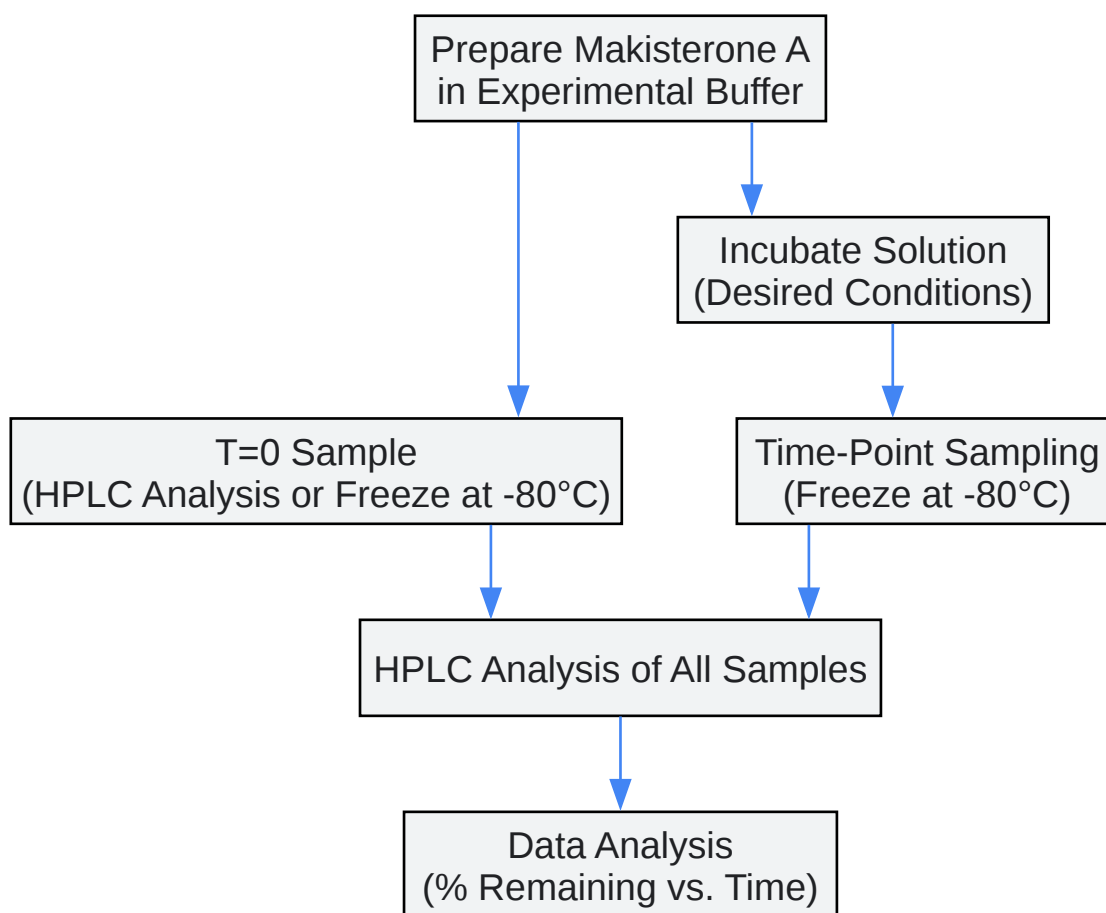 Prepare Makisterone A
in Experimental Buffer
Incubate Solution
(Desired Conditions)
T=0 Sample
(HPLC Analysis or Freeze at -80°C)
Time-Point Sampling
(Freeze at -80°C)
HPLC Analysis of All Samples
Data Analysis
(% Remaining vs. Time)